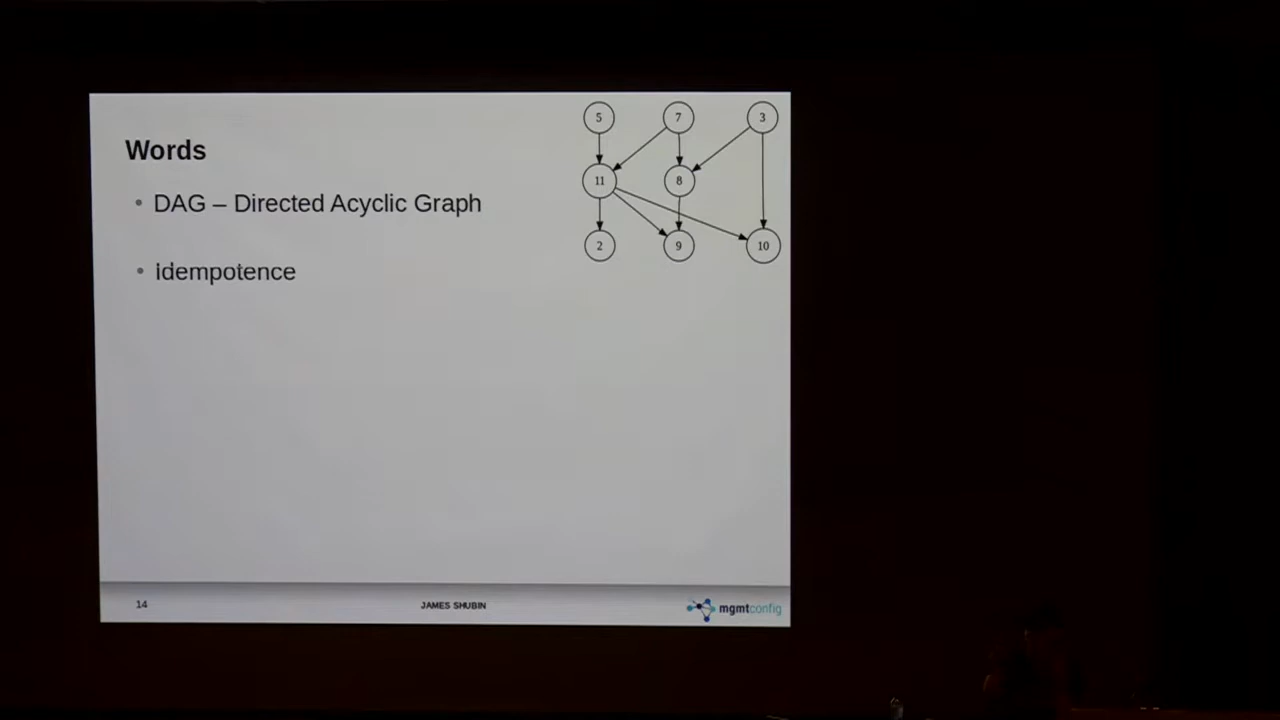 5 7 3
Words
11 8
DAG – Directed Acyclic Graph
2 9 10
idempotence
14 JAMES SHUBIN mgmtconfig